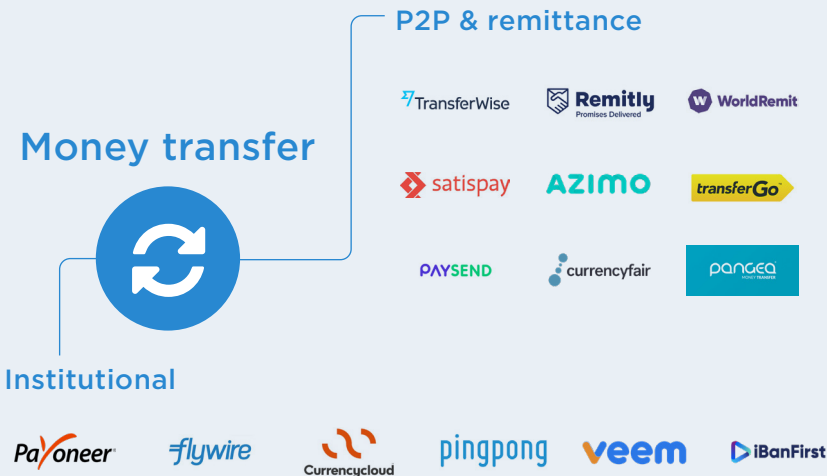 P2P & remittance
TransferWise
Remitly
Promises Delivered
W WorldRemit
Money transfer
satispay
AZIMO
transferGo™
PAYSEND
currencyfair
PANGEA
MONEY TRANSFER
Institutional
Payoneer®
flywire
Currencycloud
pingpong
veem
iBanFirst